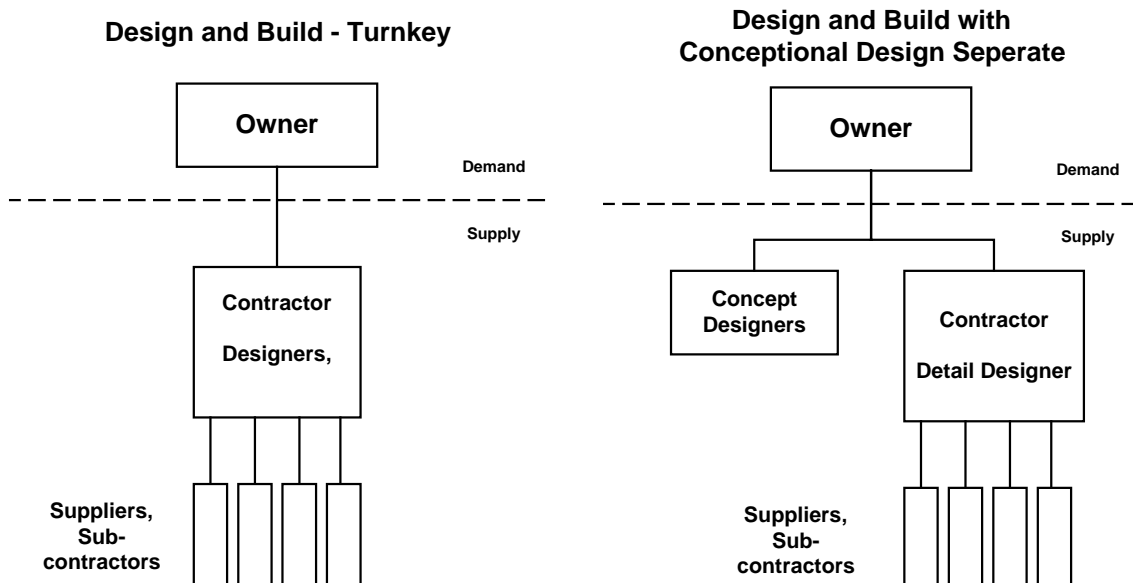 Design and Build - Turnkey
Owner
Demand
Supply
Contractor
Designers,
Suppliers,
Sub-
contractors
Design and Build with
Conceptional Design Seperate
Owner
Demand
Supply
Concept
Designers
Contractor
Detail Designer
Suppliers,
Sub-
contractors